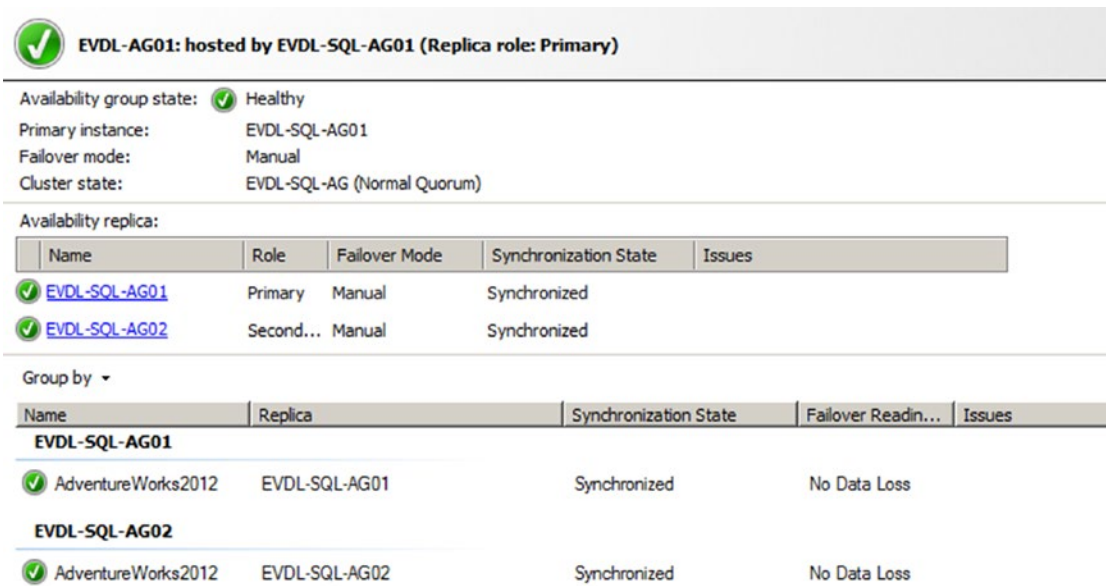 EVDL-AG01: hosted by EVDL-SQL-AG01 (Replica role: Primary)
Availability group state: Healthy
Primary instance: EVDL-SQL-AG01
Failover mode: Manual
Cluster state: EVDL-SQL-AG (Normal Quorum)
Availability replica:
Name Role Failover Mode Synchronization State Issues
EVDL-SQL-AG01 Primary Manual Synchronized
EVDL-SQL-AG02 Second... Manual Synchronized
Group by
Name Replica Synchronization State Failover Readin... Issues
EVDL-SQL-AG01
AdventureWorks2012 EVDL-SQL-AG01 Synchronized No Data Loss
EVDL-SQL-AG02
AdventureWorks2012 EVDL-SQL-AG02 Synchronized No Data Loss